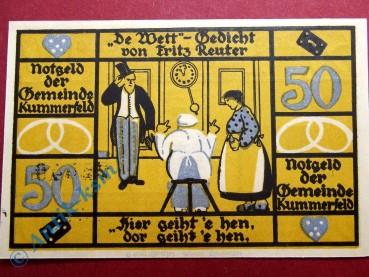 „De Wett“-Gedicht
von Fritz Reuter
Notgeld
der
Gemeinde
Kummerfeld
50
50
Notgeld
der
Gemeinde
Kummerfeld
„Hier geiht 'e hen,
dor geiht 'e hen,